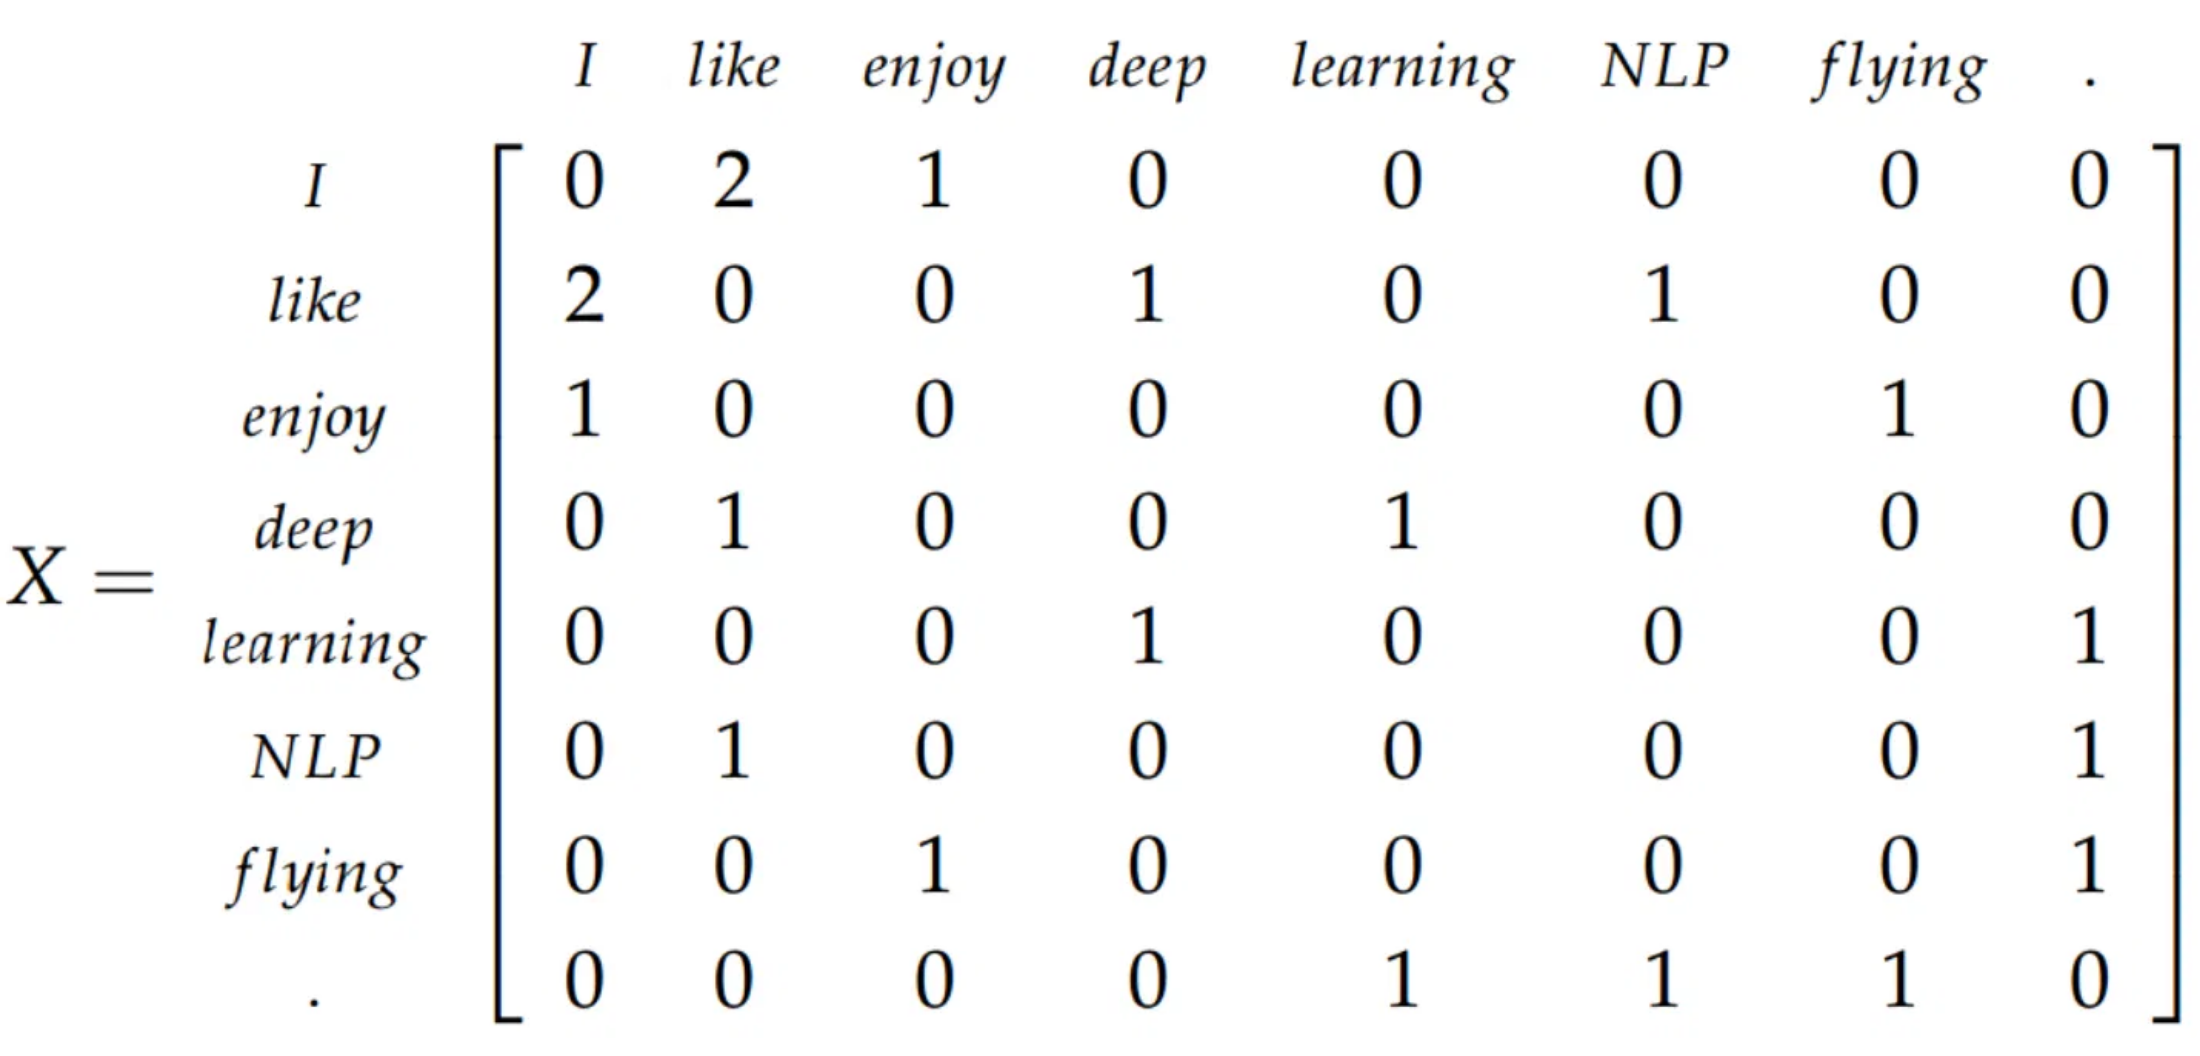 I like enjoy deep learning NLP flying .
I 0 2 1 0 0 0 0 0
like 2 0 0 1 0 1 0 0
enjoy 1 0 0 0 0 0 1 0
deep 0 1 0 0 1 0 0 0
X =
learning 0 0 0 1 0 0 0 1
NLP 0 1 0 0 0 0 0 1
flying 0 0 1 0 0 0 0 1
. 0 0 0 0 1 1 1 0